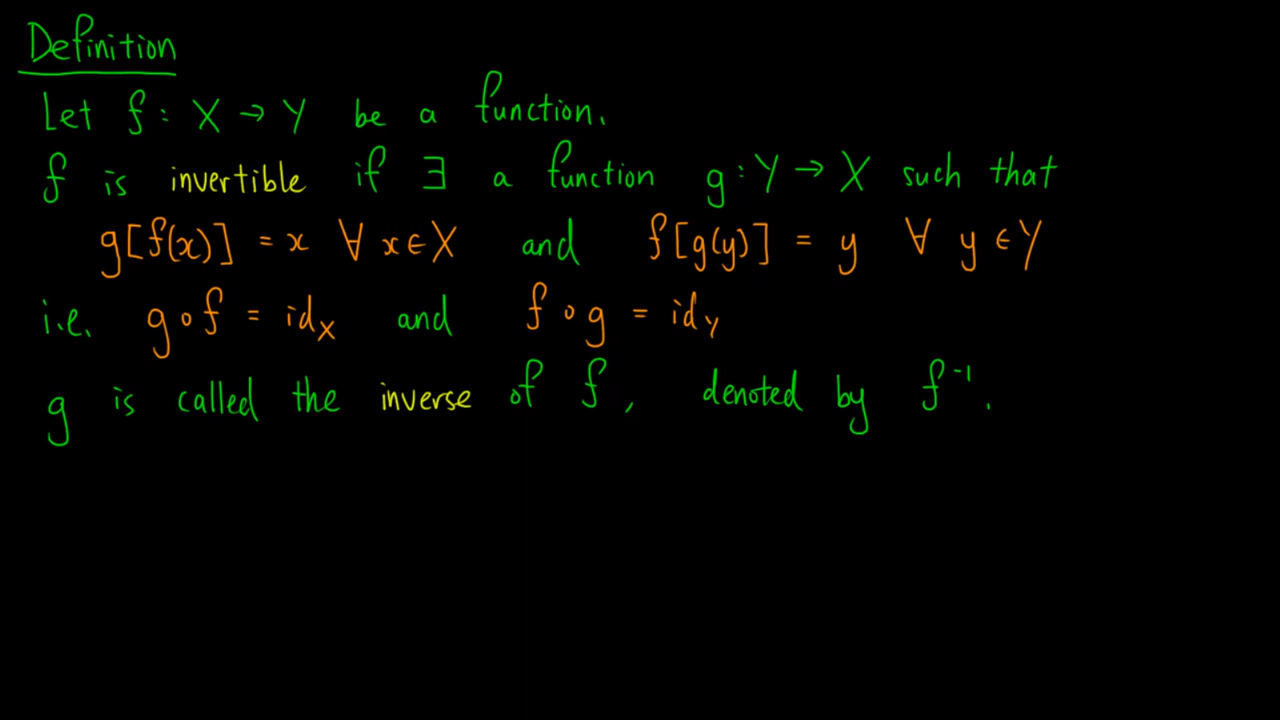 Definition
Let f: X → Y be a function.
f is invertible if ∃ a function g: Y → X such that
g[f(x)] = x ∀ x ∈ X and f[g(y)] = y ∀ y ∈ Y
i.e. g ∘ f = id_X and f ∘ g = id_Y
g is called the inverse of f, denoted by f⁻¹.